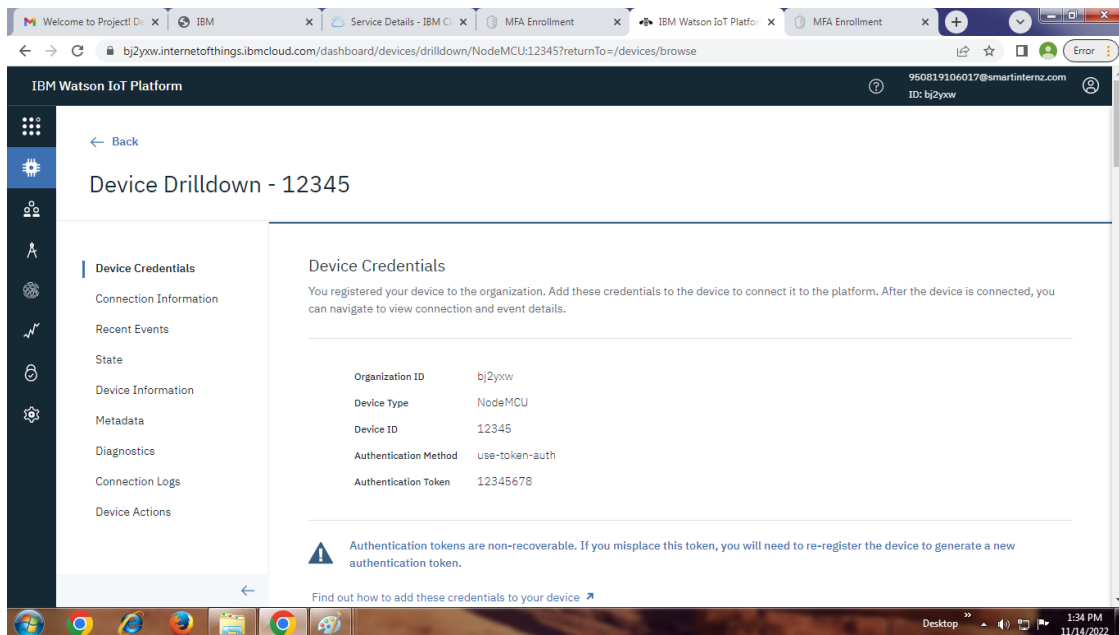 Welcome to Project! De
IBM
Service Details - IBM Cl
MFA Enrollment
IBM Watson IoT Platfor
MFA Enrollment
bj2yxw.internetofthings.ibmcloud.com/dashboard/devices/drilldown/NodeMCU:12345?returnTo=/devices/browse
Error
IBM Watson IoT Platform
950819106017@smartinternz.com
ID: bj2yxw
Back
Device Drilldown - 12345
Device Credentials
Connection Information
Recent Events
State
Device Information
Metadata
Diagnostics
Connection Logs
Device Actions
Device Credentials
You registered your device to the organization. Add these credentials to the device to connect it to the platform. After the device is connected, you
can navigate to view connection and event details.
Organization ID bj2yxw
Device Type NodeMCU
Device ID 12345
Authentication Method use-token-auth
Authentication Token 12345678
Authentication tokens are non-recoverable. If you misplace this token, you will need to re-register the device to generate a new
authentication token.
Find out how to add these credentials to your device
Desktop
1:34 PM
11/14/2022